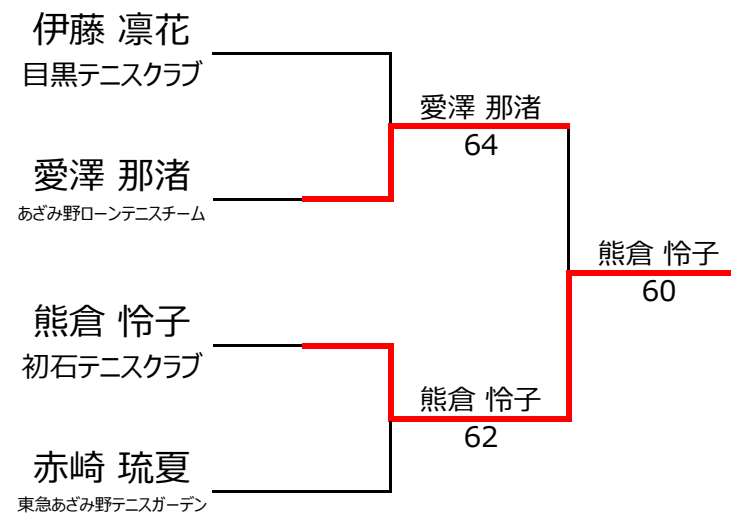 伊藤 凛花
目黒テニスクラブ
愛澤 那渚
64
愛澤 那渚
あざみ野ローンテニスチーム
熊倉 怜子
60
熊倉 怜子
初石テニスクラブ
熊倉 怜子
62
赤崎 琉夏
東急あざみ野テニスガーデン